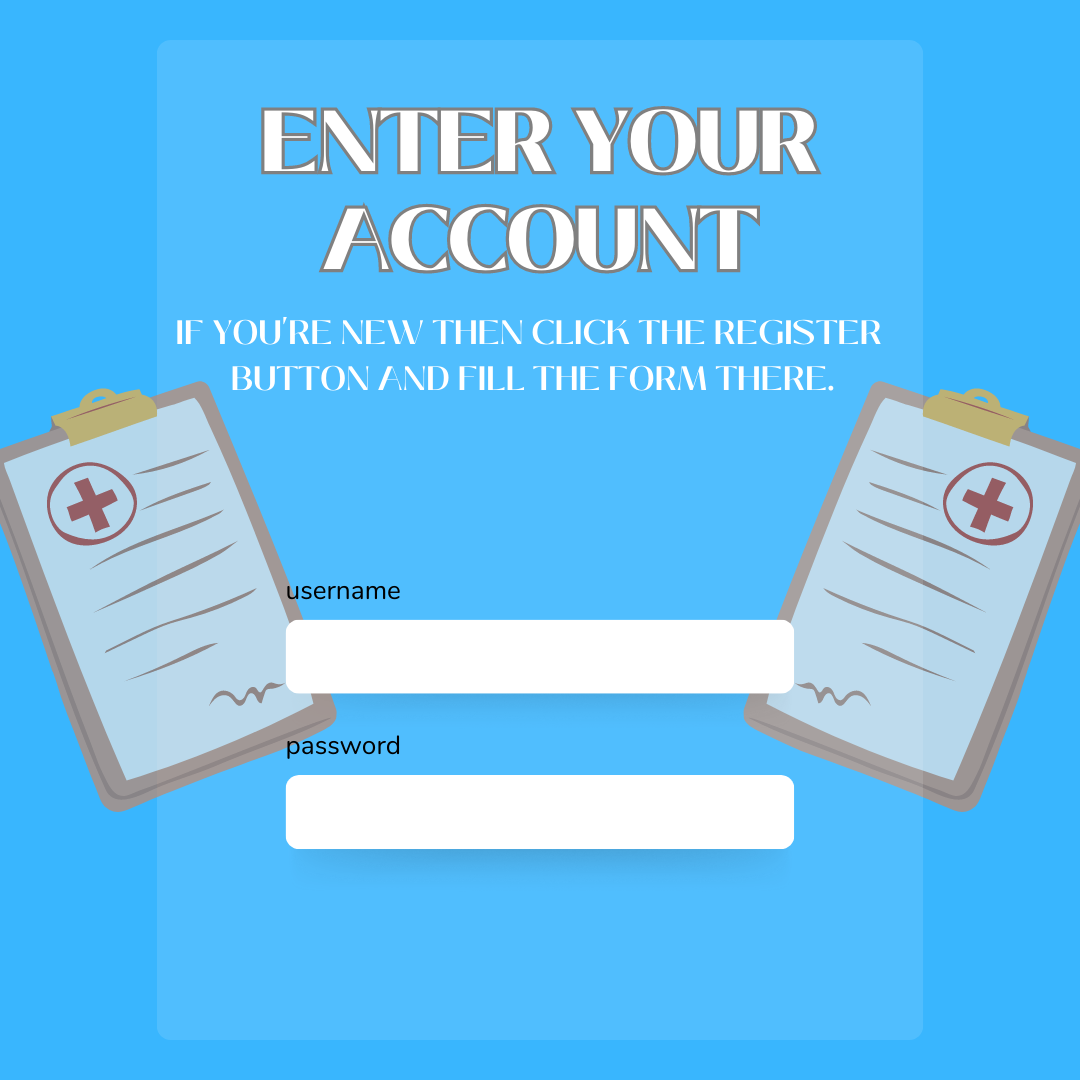 ENTER YOUR
ACCOUNT
IF YOU'RE NEW THEN CLICK THE REGISTER
BUTTON AND FILL THE FORM THERE.
username
password